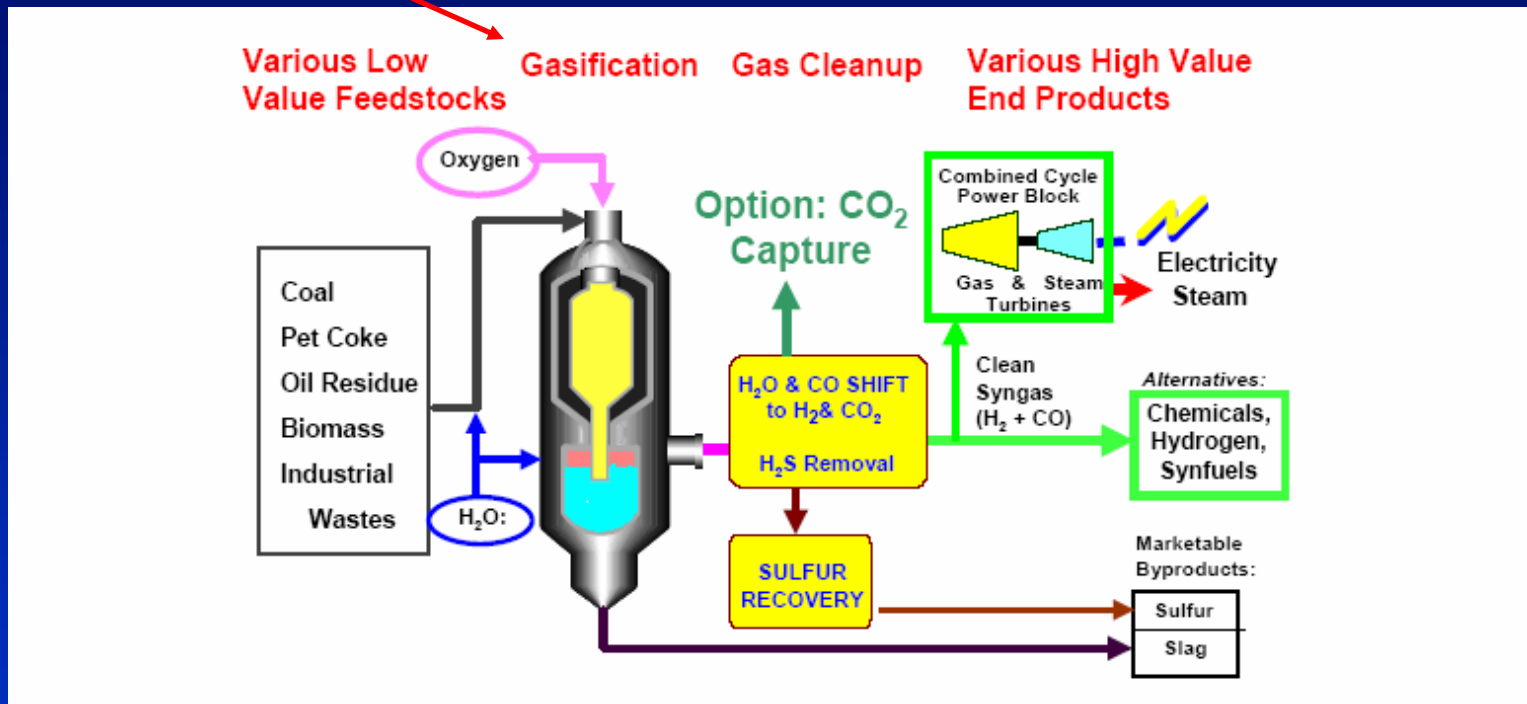 Various Low
Value Feedstocks
Gasification
Gas Cleanup
Various High Value
End Products
Oxygen
Coal
Pet Coke
Oil Residue
Biomass
Industrial
Wastes
H₂O:
Option: CO₂
Capture
H₂O & CO SHIFT
to H₂& CO₂
H₂S Removal
SULFUR
RECOVERY
Combined Cycle
Power Block
Gas & Steam
Turbines
Electricity
Steam
Clean
Syngas
(H₂ + CO)
Alternatives:
Chemicals,
Hydrogen,
Synfuels
Marketable
Byproducts:
Sulfur
Slag